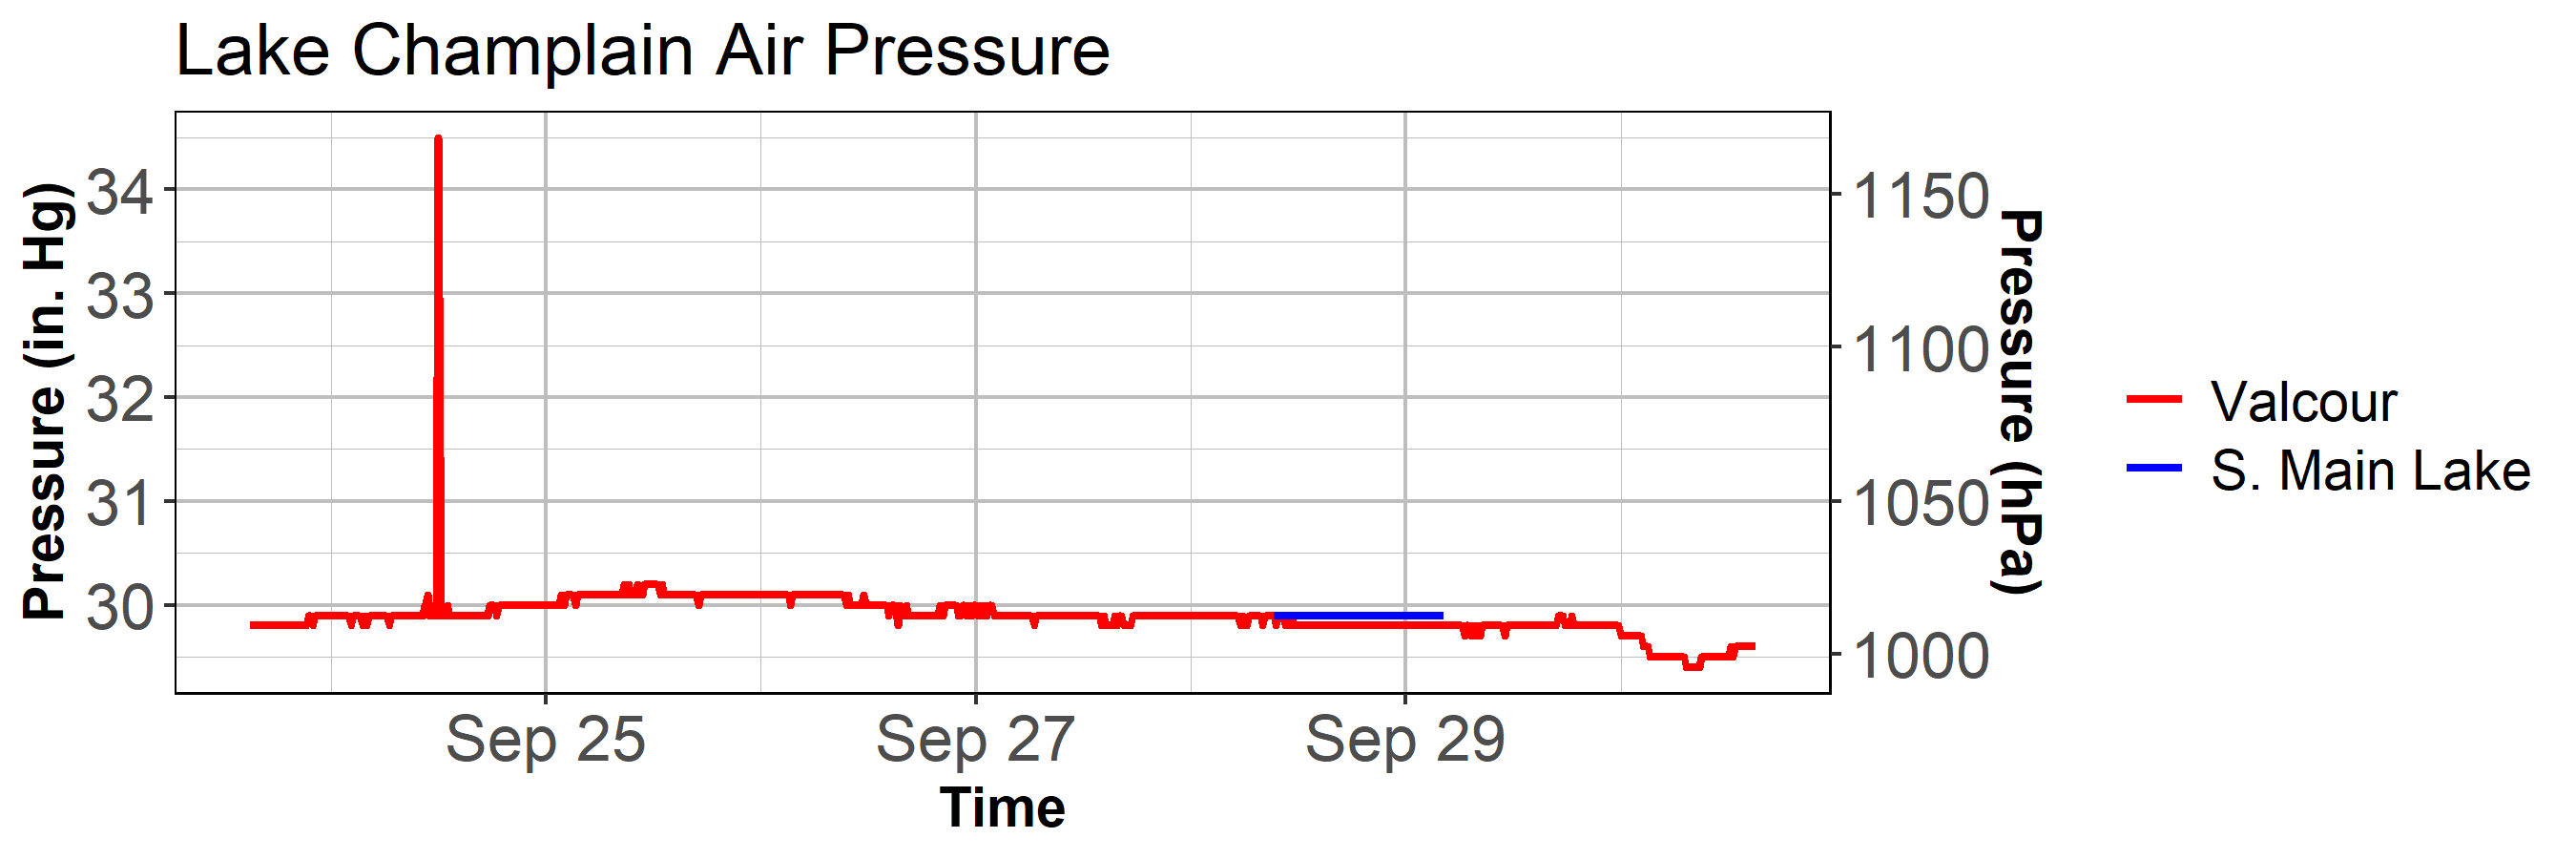 Lake Champlain Air Pressure
Pressure (in. Hg)
34
33
32
31
30
1150
1100
1050
1000
Pressure (hPa)
Valcour
S. Main Lake
Sep 25
Sep 27
Sep 29
Time